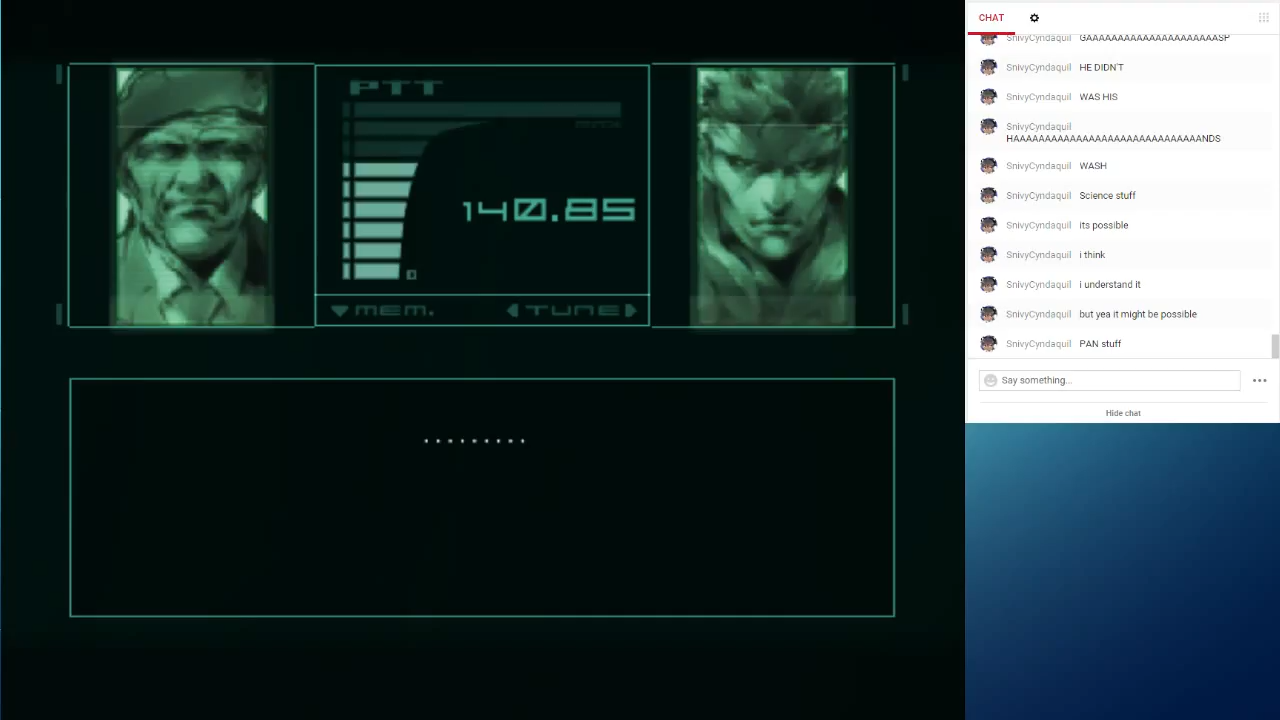 PTT
140.85
MEM.
TUNE
.........
CHAT
SnivyCyndaquil GAAAAAAAAAAAAAAAAAAAAASP
SnivyCyndaquil HE DIDN'T
SnivyCyndaquil WAS HIS
SnivyCyndaquil
HAAAAAAAAAAAAAAAAAAAAAAAAAAAAAANDS
SnivyCyndaquil WASH
SnivyCyndaquil Science stuff
SnivyCyndaquil its possible
SnivyCyndaquil i think
SnivyCyndaquil i understand it
SnivyCyndaquil but yea it might be possible
SnivyCyndaquil PAN stuff
Say something...
Hide chat